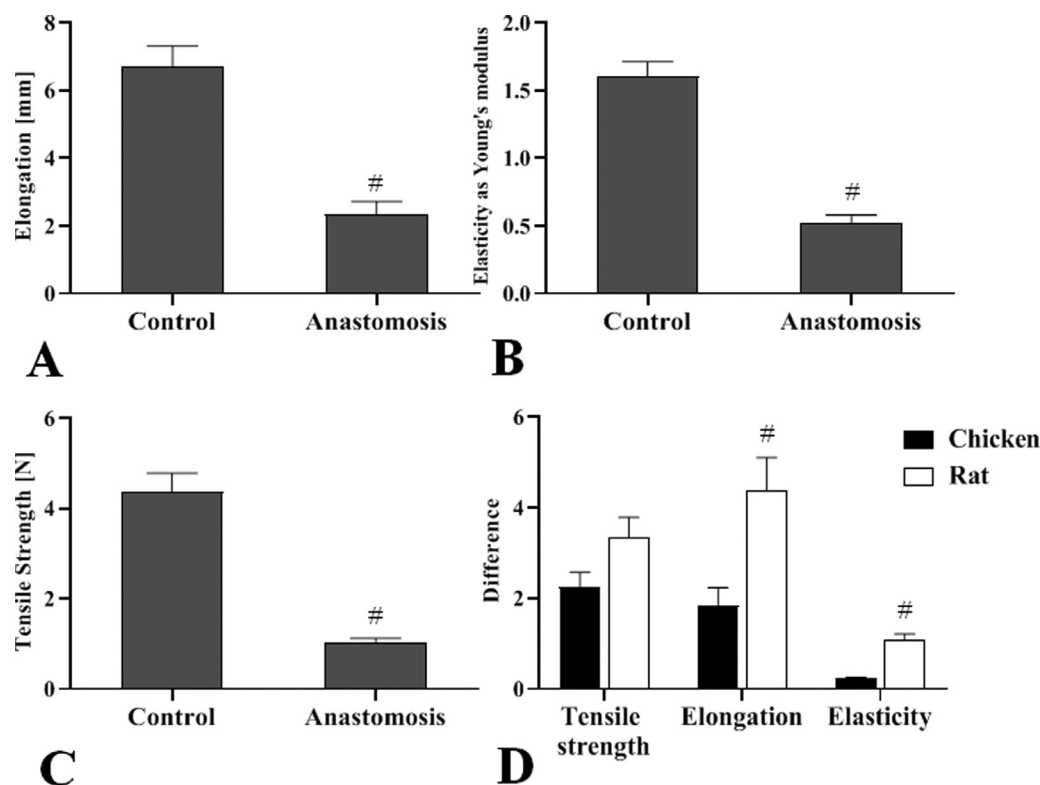 8
6
4
2
0
Elongation [mm]
#
Control
Anastomosis
A
2.0
1.5
1.0
0.5
0.0
Elasticity as Young's modulus
#
Control
Anastomosis
B
6
4
2
0
Tensile Strength [N]
#
Control
Anastomosis
C
6
4
2
0
Difference
#
#
Chicken
Rat
Tensile
strength
Elongation
Elasticity
D